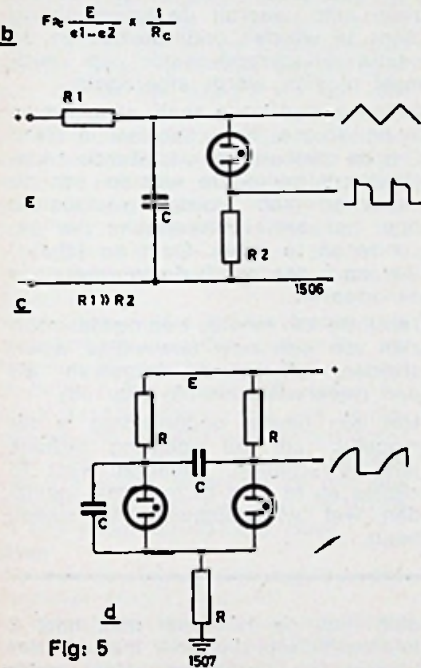 b F≈ E/e1-e2 x 1/Rc
R1
E
C
R2
c R1》R2 1506
E
+
R R
C
C
R
d
Fig: 5 1507